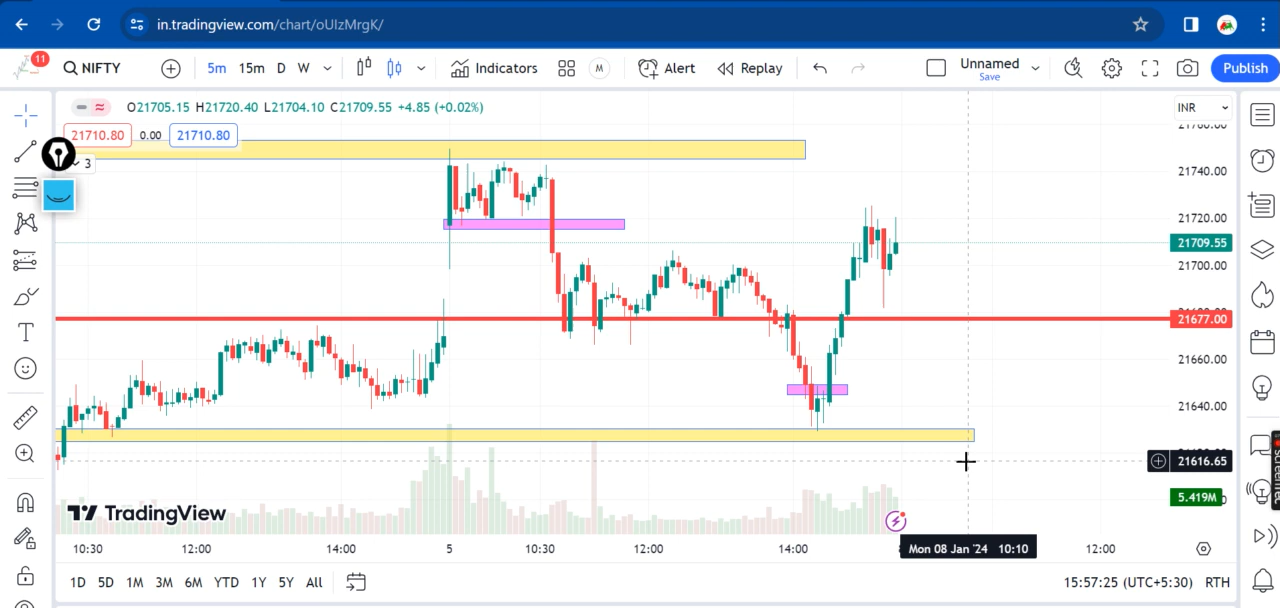 in.tradingview.com/chart/oUIzMrgK/
11
NIFTY
5m 15m D W
Indicators
M
Alert
Replay
Unnamed
Save
Publish
O21705.15 H21720.40 L21704.10 C21709.55 +4.85 (+0.02%)
INR
21710.80 0.00 21710.80
3
21760.00
21740.00
21720.00
21709.55
21700.00
21677.00
21660.00
21640.00
21616.65
5.419M
TradingView
10:30 12:00 14:00 5 10:30 12:00 14:00 Mon 08 Jan '24 10:10 12:00
1D 5D 1M 3M 6M YTD 1Y 5Y All
15:57:25 (UTC+5:30) RTH